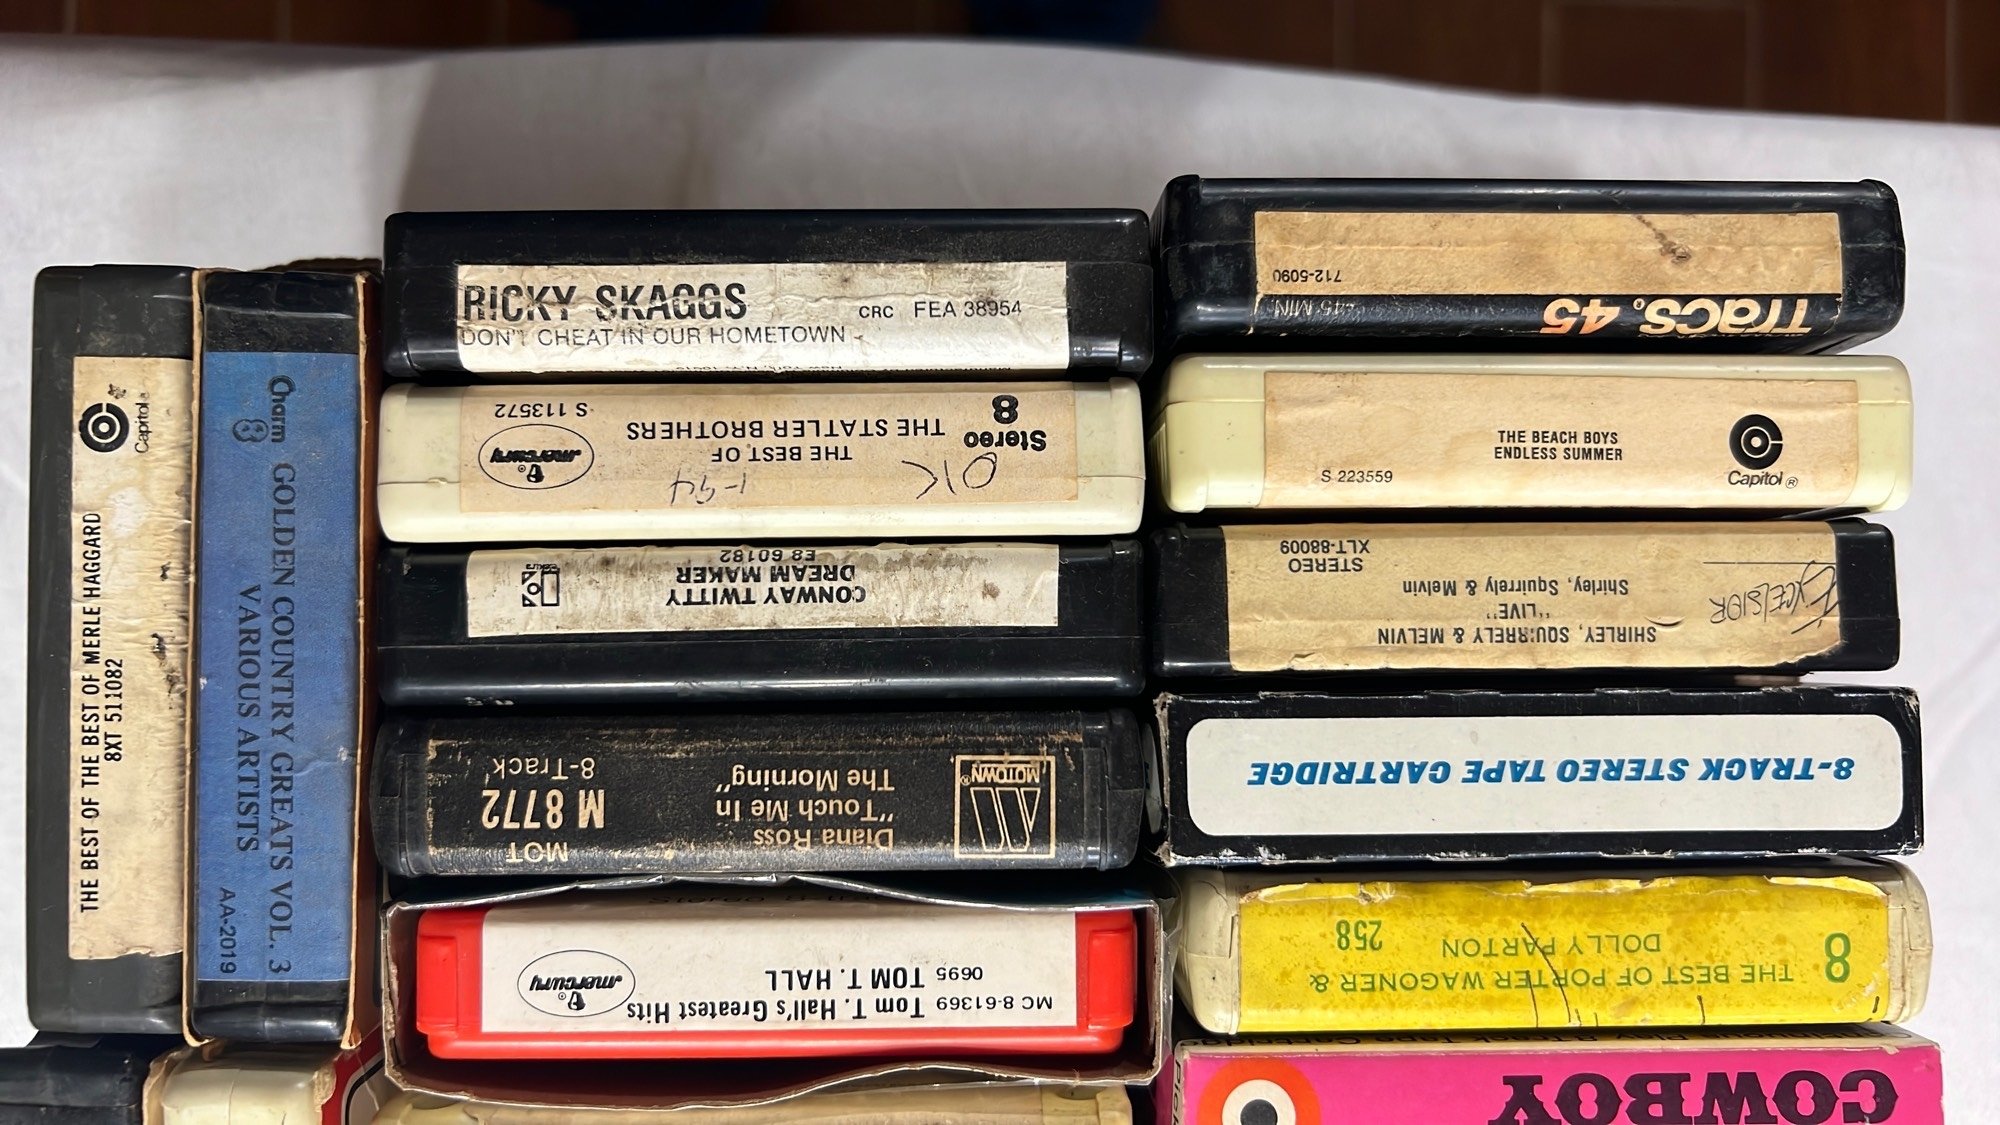 Capitol®
THE BEST OF THE BEST OF MERLE HAGGARD
8XT 511082
Charm
8
GOLDEN COUNTRY GREATS VOL. 3
VARIOUS ARTISTS
AA-2019
RICKY SKAGGS
DON'T CHEAT IN OUR HOMETOWN
CRC FEA 38954
OK
1-94
Stereo
8
THE BEST OF
THE STATLER BROTHERS
mercury
S 113572
CONWAY TWITTY
DREAM MAKER
E8 60182
MOTOWN®
Diana Ross
"Touch Me In
The Morning"
MOT
M 8772
8-Track
MC 8-61369 Tom T. Hall's Greatest Hits
0695 TOM T. HALL
mercury
Tracs® 45
45 MIN
712-5090
THE BEACH BOYS
ENDLESS SUMMER
S 223559
Capitol®
SHIRLEY, SQUIRRELY & MELVIN
"LIVE"
Shirley, Squirrely & Melvin
STEREO
XLT-88009
EXCELSIOR
8-TRACK STEREO TAPE CARTRIDGE
8
THE BEST OF PORTER WAGONER &
DOLLY PARTON
258
COWBOY